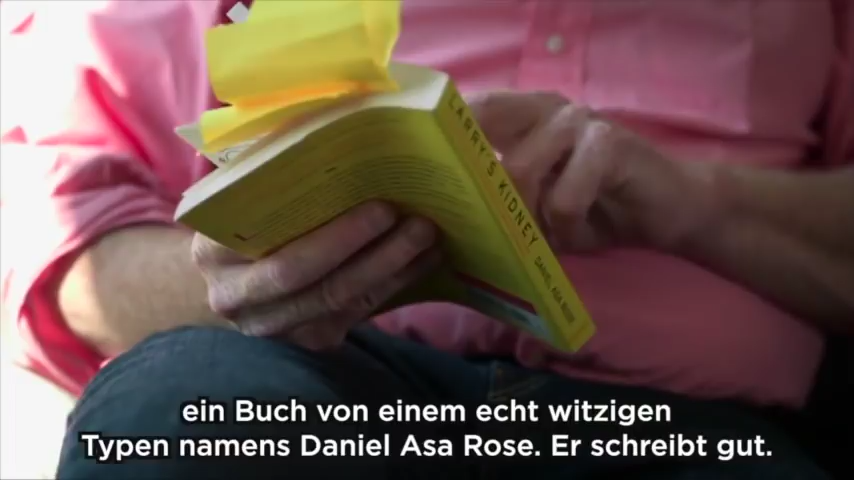 LARRY'S KIDNEY
DANIEL ASA ROSE
ein Buch von einem echt witzigen
Typen namens Daniel Asa Rose. Er schreibt gut.